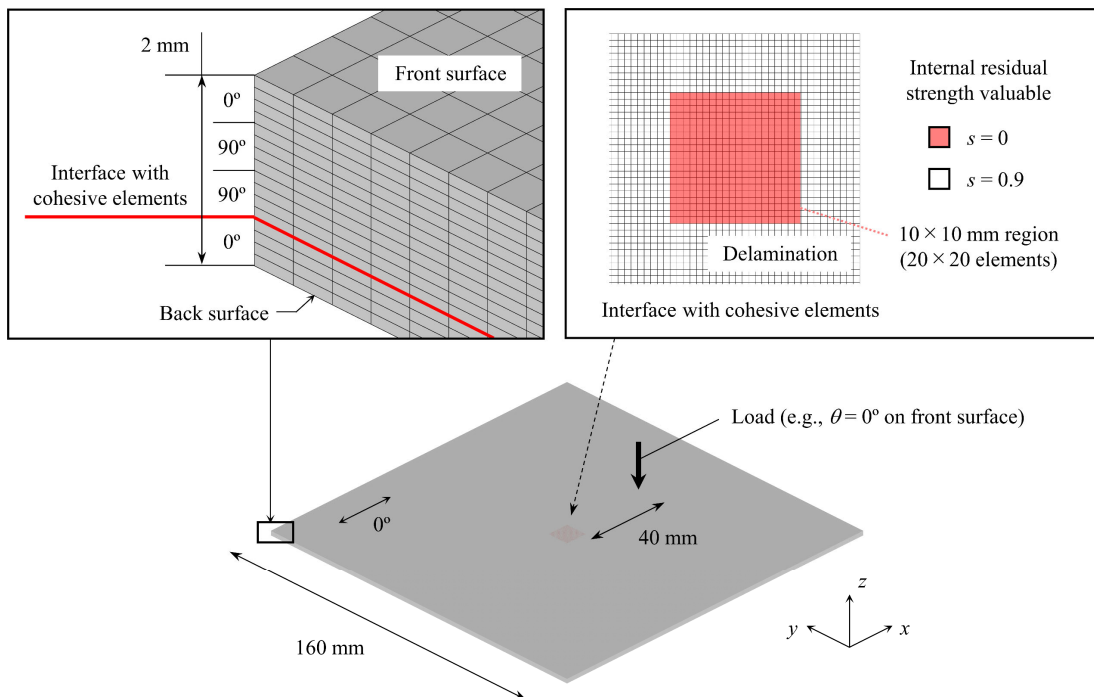 2 mm
Front surface
0º
90º
90º
0º
Interface with
cohesive elements
Back surface
Internal residual
strength valuable
s = 0
s = 0.9
10 × 10 mm region
(20 × 20 elements)
Delamination
Interface with cohesive elements
Load (e.g., θ = 0º on front surface)
0º
40 mm
160 mm
z
y
x